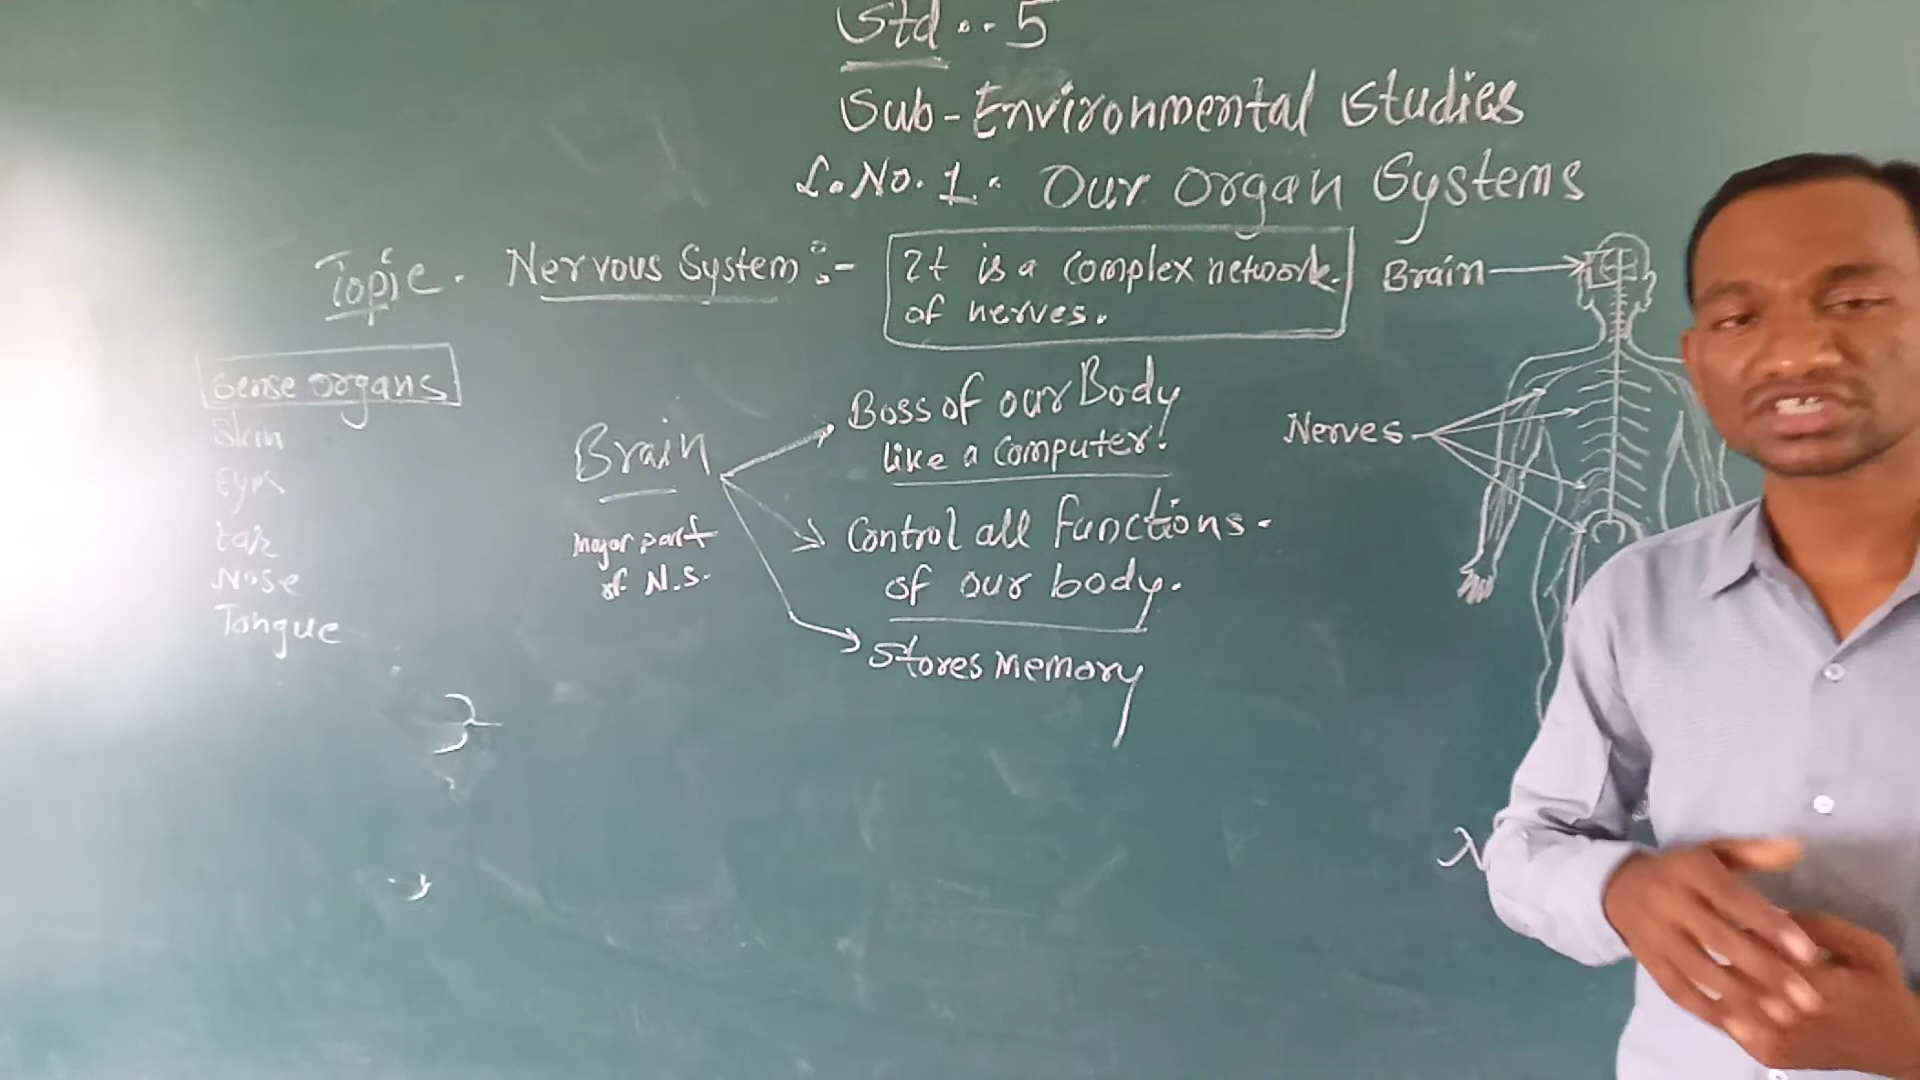 Std .. 5
Sub - Environmental Studies
L. No. 1. Our Organ Systems
Topic. Nervous System :- It is a complex network.
of nerves.
Sense organs
Skin
Eyes
Ear
Nose
Tongue
Brain
Major part
of N.S.
Boss of our Body
like a computer!
Control all functions.
of our body.
Stores memory
Brain
Nerves